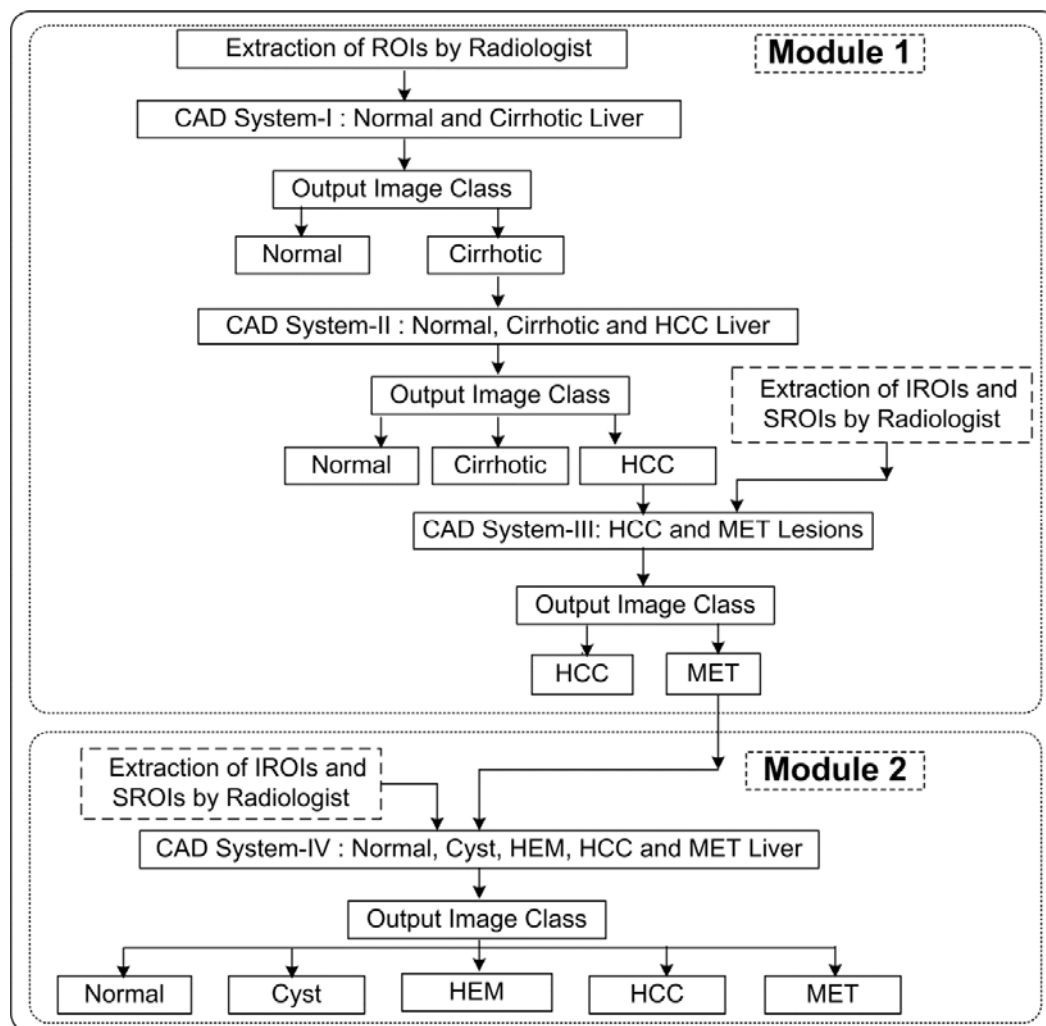 Extraction of ROIs by Radiologist
Module 1
CAD System-I : Normal and Cirrhotic Liver
Output Image Class
Normal
Cirrhotic
CAD System-II : Normal, Cirrhotic and HCC Liver
Output Image Class
Extraction of IROIs and
SROIs by Radiologist
Normal
Cirrhotic
HCC
CAD System-III: HCC and MET Lesions
Output Image Class
HCC
MET
Module 2
Extraction of IROIs and
SROIs by Radiologist
CAD System-IV : Normal, Cyst, HEM, HCC and MET Liver
Output Image Class
Normal
Cyst
HEM
HCC
MET